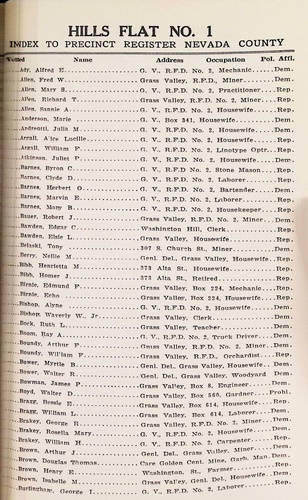 HILLS FLAT NO. 1
INDEX TO PRECINCT REGISTER NEVADA COUNTY
Voted Name Address Occupation Pol. Affl.
Ady, Alfred E. G. V., R.F.D. No. 2, Mechanic Dem.
Allen, Fred W. Grass Valley, R.F.D., Miner Dem.
Allen, Mary S. G. V., R.F.D. No. 2, Practitioner Rep.
Allen, Richard T. Grass Valley, R.F.D. No. 2, Miner Rep.
Allen, Sannie A. G. V., R.F.D. No. 2, Housewife Rep.
Anderson, Marie G. V., Box 341, Housewife Dem.
Andreotti, Julia M. G. V., R.F.D. No. 2, Housewife Dem.
Arrall, Alice Lucille G. V., R.F.D. No. 2, Housewife Dem.
Argall, William F. G. V., R.F.D. No. 2, Linotype Optr. Rep.
Atkinson, Juliet P. G. V., R.F.D. No. 2, Housewife Dem.
Barnes, Byron C. G. V., R.F.D. No. 2, Stone Mason Rep.
Barnes, Clyde D. G. V., R.F.D. No. 2, Laborer Rep.
Barnes, Herbert O. G. V., R.F.D. No. 2, Bartender Dem.
Barnes, Marvin E. G. V., R.F.D. No. 2, Laborer Rep.
Barnes, Mary B. G. V., R.F.D. No. 2, Housekeeper Rep.
Bauer, Robert J. Grass Valley, R.F.D. No. 2, Miner Dem.
Bawden, Edgar C. Washington Hill, Clerk Rep.
Bawden, Elsie L. Grass Valley, Housewife Rep.
Belaski, Tony 307 S. Church St., Miner Dem.
Berry, Nellie M. Genl. Del., Grass Valley, Housewife Rep.
Bibb, Henrietta M. 373 Alta St., Housewife Rep.
Bibb, Homer J. 373 Alta St., Retired Rep.
Birnie, Edmund F. Grass Valley, Box 224, Mechanic Rep.
Birnie, Echo Grass Valley, Box 224, Housewife Rep.
Bishop, Alyne G. V., R.F.D. No. 2, Housewife Dem.
Bishop, Waverly W., Jr. Grass Valley, Clerk Dem.
Bock, Ruth L. Grass Valley, Teacher Dem.
Boom, Ray A. G. V., R.F.D. No. 2, Truck Driver Dem.
Boundy, Arthur F. Grass Valley, R.F.D. No. 2, Miner Dem.
Boundy, William F. Grass Valley, R.F.D., Orchardist Rep.
Bower, Myrtle B. Genl. Del., Grass Valley, Housewife Rep.
Bower, Walter R. Genl. Del., Grass Valley, Woodyard Dem.
Bowman, James P. Grass Valley, Box 8, Engineer Dem.
Boyd, Walter D. Grass Valley, Box 560, Gardner Prohi.
Bragg, Bessie E. Grass Valley, Box 614, Housewife Rep.
Bragg, William L. Grass Valley, Box 614, Laborer Dem.
Brakey, George R. Grass Valley, R.F.D. No. 2, Miner Dem.
Brakey, Rosella Mary G. V., R.F.D. No. 2, Housewife Dem.
Brakey, William H. G. V., R.F.D. No. 2, Carpenter Rep.
Brown, Arthur J. Genl. Del., Grass Valley, Miner Dem.
Brown, Douglas Thomas Care Golden Cent. Mine, Garb. Man Dem.
Brown, Henry H. Washington, St., Farmer Rep.
Brown, Isabelle M. Grass Valley, Genl. Del., Housewife Dem.
Burlingham, George I. G. V., R.F.D. No. 2, Laborer Rep.